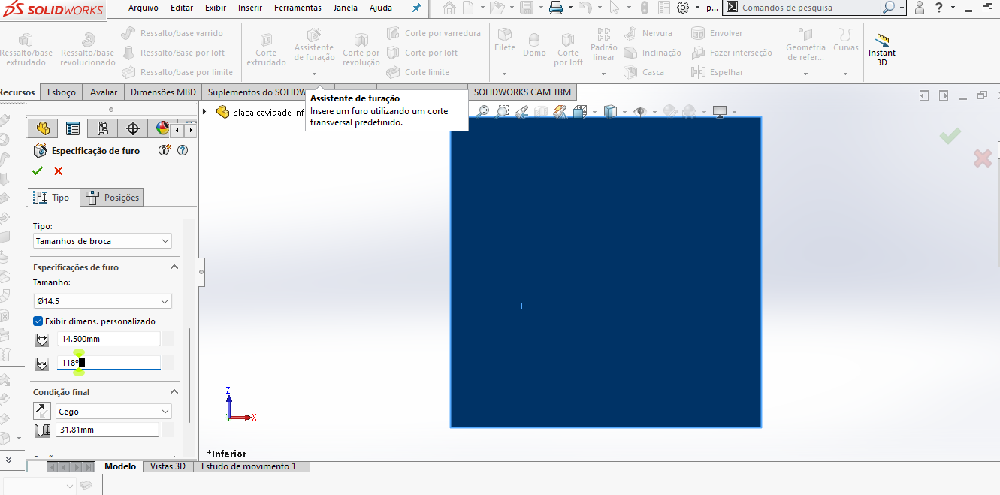 SOLIDWORKS
Arquivo Editar Exibir Inserir Ferramentas Janela Ajuda
p...
Comandos de pesquisa
?
Ressalto/base extrudado
Ressalto/base revolucionado
Ressalto/base varrido
Ressalto/Base por loft
Ressalto/base por limite
Corte extrudado
Assistente de furação
Corte por revolução
Corte por varredura
Corte por loft
Corte limite
Filete
Domo
Corte por loft
Padrão linear
Nervura
Inclinação
Casca
Envolver
Fazer interseção
Espelhar
Geometria de refer...
Curvas
Instant 3D
Recursos Esboço Avaliar Dimensões MBD Suplementos do SOLIDW
SOLIDWORKS CAM TBM
Assistente de furação
Insere um furo utilizando um corte
transversal predefinido.
placa cavidade inf
Especificação de furo
Tipo
Posições
Tipo:
Tamanhos de broca
Especificações de furo
Tamanho:
Ø14.5
Exibir dimens. personalizado
14.500mm
118°
Condição final
Cego
31.81mm
Z
X
*Inferior
Modelo Vistas 3D Estudo de movimento 1